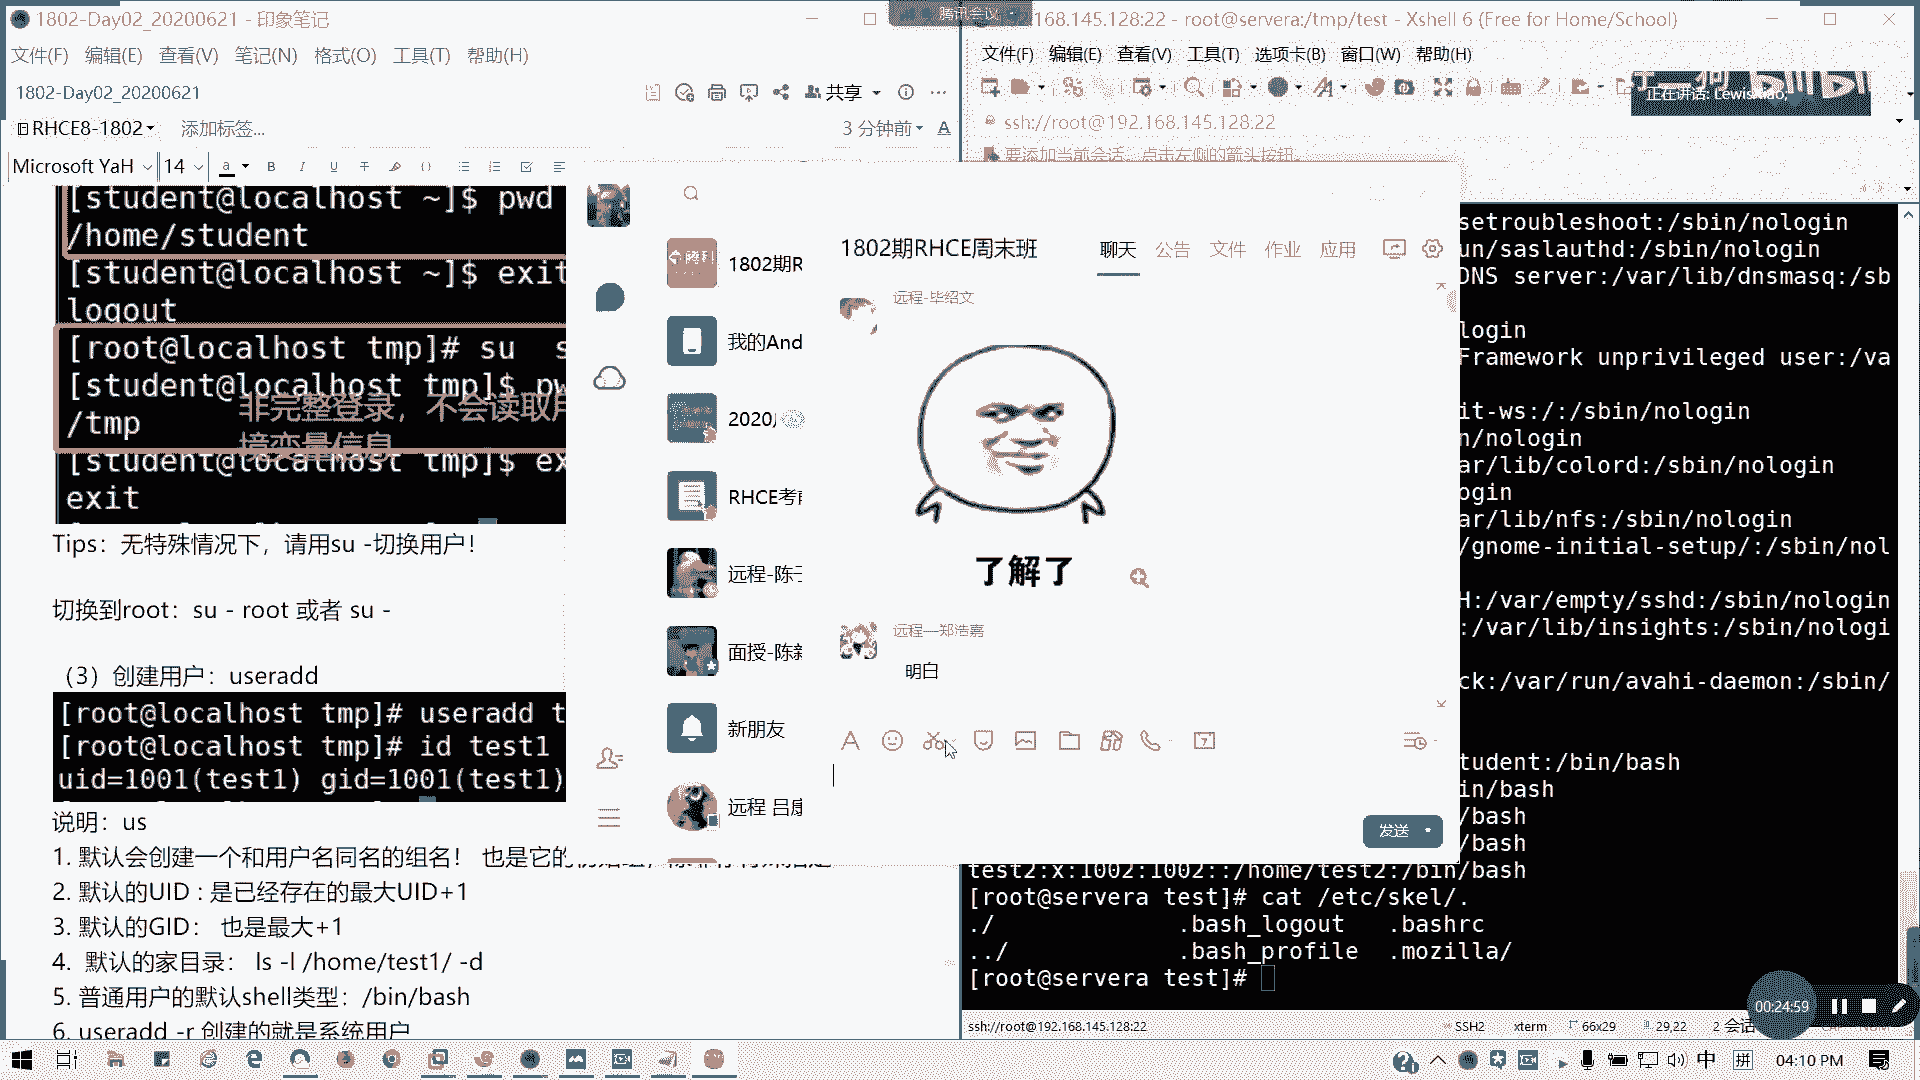 1802-Day02_20200621 - 印象笔记
文件(F) 编辑(E) 查看(V) 笔记(N) 格式(O) 工具(T) 帮助(H)
1802-Day02_20200621
共享
RHCE8-1802
添加标签...
3 分钟前
Microsoft YaH 14
[student@localhost ~]$ pwd
/home/student
[student@localhost ~]$ exit
logout
[root@localhost tmp]# su s
[student@localhost tmp]$ pw
/tmp
非完整登录，不会读取用
境变量信息
[student@localhost tmp]$ ex
exit
Tips：无特殊情况下，请用su -切换用户！
切换到root：su - root 或者 su -
（3）创建用户：useradd
[root@localhost tmp]# useradd t
[root@localhost tmp]# id test1
uid=1001(test1) gid=1001(test1)
说明：us
1. 默认会创建一个和用户名同名的组名！ 也是它的
2. 默认的UID : 是已经存在的最大UID+1
3. 默认的GID： 也是最大+1
4. 默认的家目录： ls -l /home/test1/ -d
5. 普通用户的默认shell类型：/bin/bash
6. useradd -r 创建的就是系统用户
腾讯会议
1802期R
我的And
2020
RHCE考前
远程-陈子
面授-陈新
新朋友
远程 吕康
1802期RHCE周末班
聊天 公告 文件 作业 应用
远程-毕绍文
了解了
远程—郑浩嘉
明白
发送
168.145.128:22 - root@servera:/tmp/test - Xshell 6 (Free for Home/School)
文件(F) 编辑(E) 查看(V) 工具(T) 选项卡(B) 窗口(W) 帮助(H)
正在讲话: LewisXiao;
ssh://root@192.168.145.128:22
要添加当前会话，点击左侧的箭头按钮。
setroubleshoot:/sbin/nologin
un/saslauthd:/sbin/nologin
DNS server:/var/lib/dnsmasq:/sb
login
Framework unprivileged user:/va
it-ws:/:/sbin/nologin
n/nologin
ar/lib/colord:/sbin/nologin
ogin
ar/lib/nfs:/sbin/nologin
/gnome-initial-setup/:/sbin/nol
H:/var/empty/sshd:/sbin/nologin
:/var/lib/insights:/sbin/nologi
ck:/var/run/avahi-daemon:/sbin/
tudent:/bin/bash
in/bash
/bash
/bash
test2:x:1002:1002::/home/test2:/bin/bash
[root@servera test]# cat /etc/skel/.
./ .bash_logout .bashrc
../ .bash_profile .mozilla/
[root@servera test]#
00:24:59
ssh://root@192.168.145.128:22 SSH2 xterm 66x29 29,22 2 会话
中 拼 04:10 PM